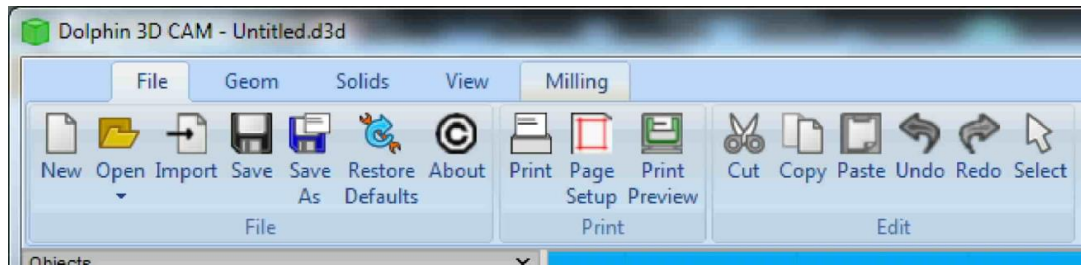 Dolphin 3D CAM - Untitled.d3d
File Geom Solids View Milling
New Open Import Save Save As Restore Defaults About Print Page Setup Print Preview Cut Copy Paste Undo Redo Select
File Print Edit
Objects